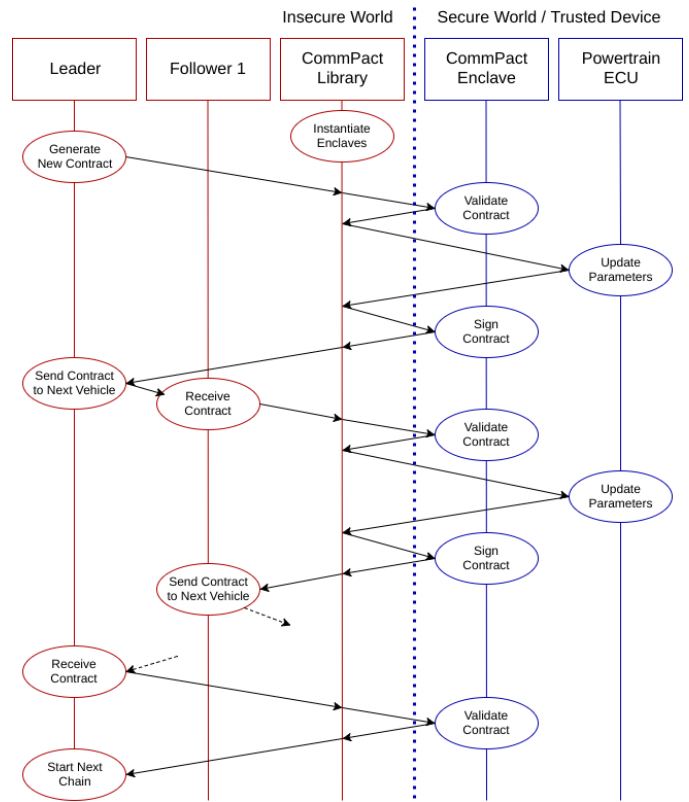 Insecure World
Secure World / Trusted Device
Leader
Follower 1
CommPact
Library
CommPact
Enclave
Powertrain
ECU
Instantiate
Enclaves
Generate
New Contract
Validate
Contract
Update
Parameters
Sign
Contract
Send Contract
to Next Vehicle
Receive
Contract
Validate
Contract
Update
Parameters
Sign
Contract
Send Contract
to Next Vehicle
Receive
Contract
Validate
Contract
Start Next
Chain